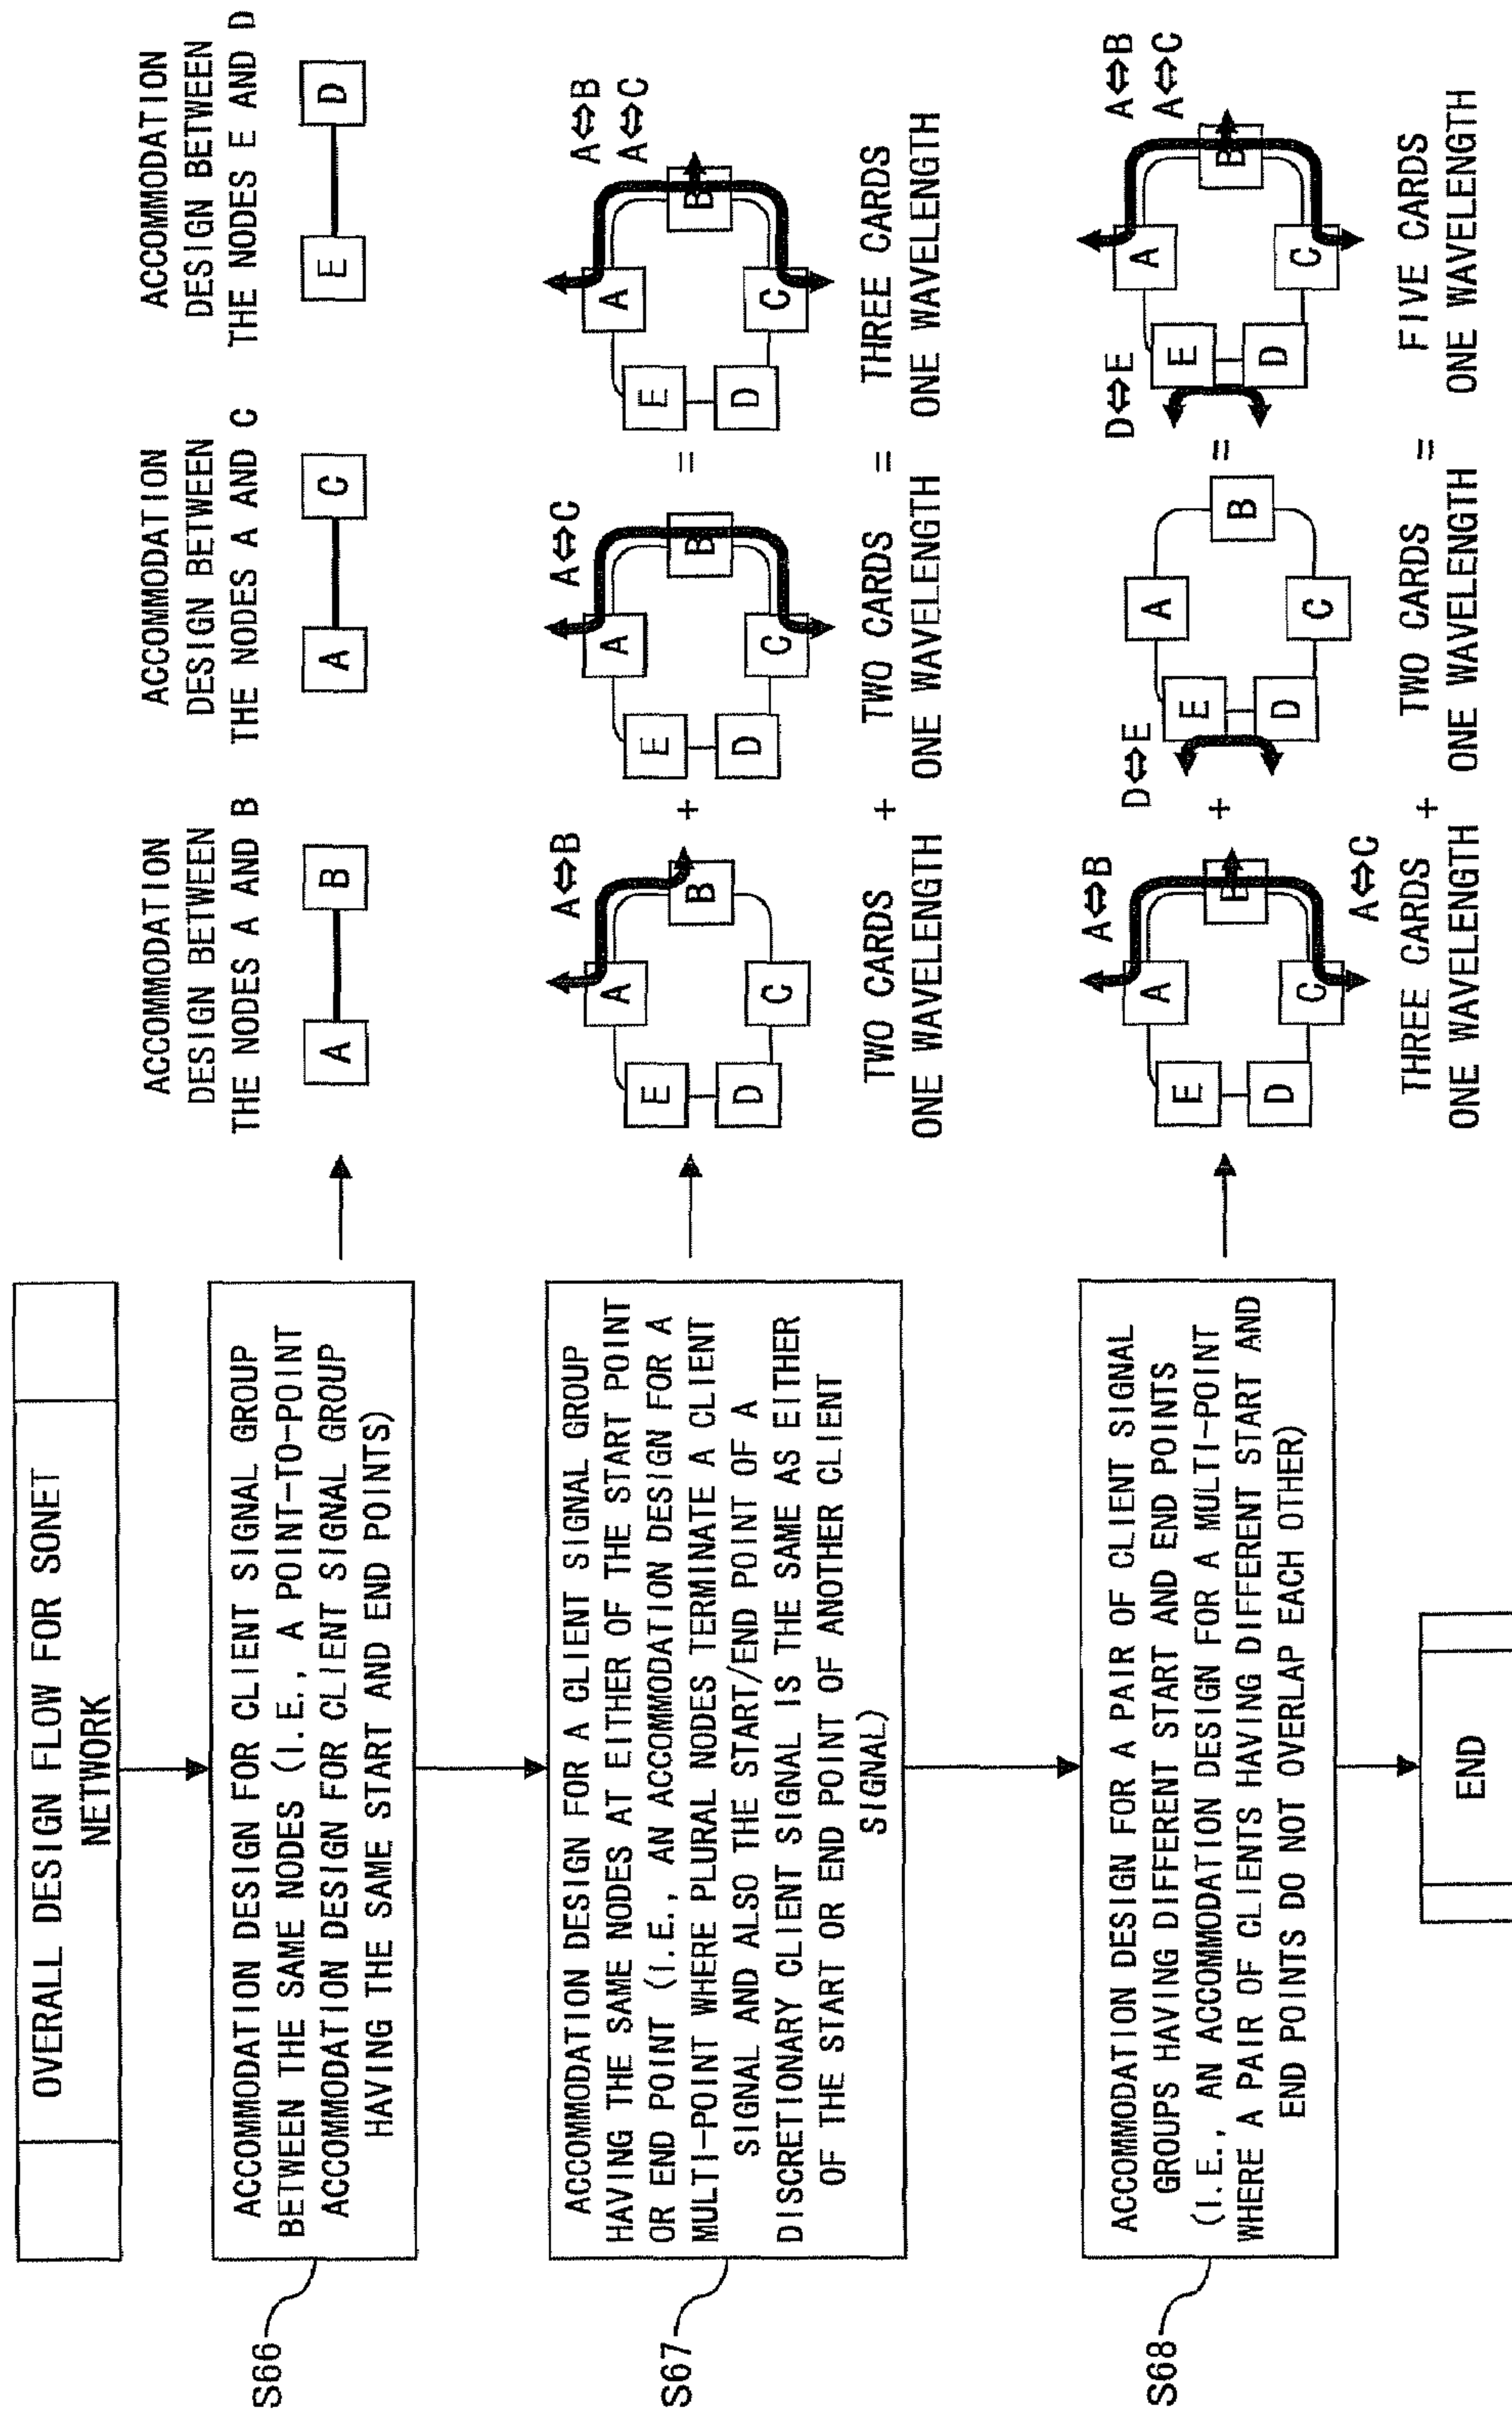 OVERALL DESIGN FLOW FOR SONET
NETWORK
S66
ACCOMMODATION DESIGN FOR CLIENT SIGNAL GROUP
BETWEEN THE SAME NODES (I.E., A POINT-TO-POINT
ACCOMMODATION DESIGN FOR CLIENT SIGNAL GROUP
HAVING THE SAME START AND END POINTS)
ACCOMMODATION
DESIGN BETWEEN
THE NODES A AND B
A B
ACCOMMODATION
DESIGN BETWEEN
THE NODES A AND C
A C
ACCOMMODATION
DESIGN BETWEEN
THE NODES E AND D
E D
S67
ACCOMMODATION DESIGN FOR A CLIENT SIGNAL GROUP
HAVING THE SAME NODES AT EITHER OF THE START POINT
OR END POINT (I.E., AN ACCOMMODATION DESIGN FOR A
MULTI-POINT WHERE PLURAL NODES TERMINATE A CLIENT
SIGNAL AND ALSO THE START/END POINT OF A
DISCRETIONARY CLIENT SIGNAL IS THE SAME AS EITHER
OF THE START OR END POINT OF ANOTHER CLIENT
SIGNAL)
A⇔B
A
E B
D
C
+
A⇔C
A
E B
D
C
=
A⇔B
A⇔C
A
E B
D
C
TWO CARDS + TWO CARDS = THREE CARDS
ONE WAVELENGTH ONE WAVELENGTH ONE WAVELENGTH
S68
ACCOMMODATION DESIGN FOR A PAIR OF CLIENT SIGNAL
GROUPS HAVING DIFFERENT START AND END POINTS
(I.E., AN ACCOMMODATION DESIGN FOR A MULTI-POINT
WHERE A PAIR OF CLIENTS HAVING DIFFERENT START AND
END POINTS DO NOT OVERLAP EACH OTHER)
A⇔B
A
E B
D
C
A⇔C
+
D⇔E
A
E B
D
C
=
D⇔E
A⇔B
A⇔C
A
E B
D
C
THREE CARDS + TWO CARDS = FIVE CARDS
ONE WAVELENGTH ONE WAVELENGTH ONE WAVELENGTH
END